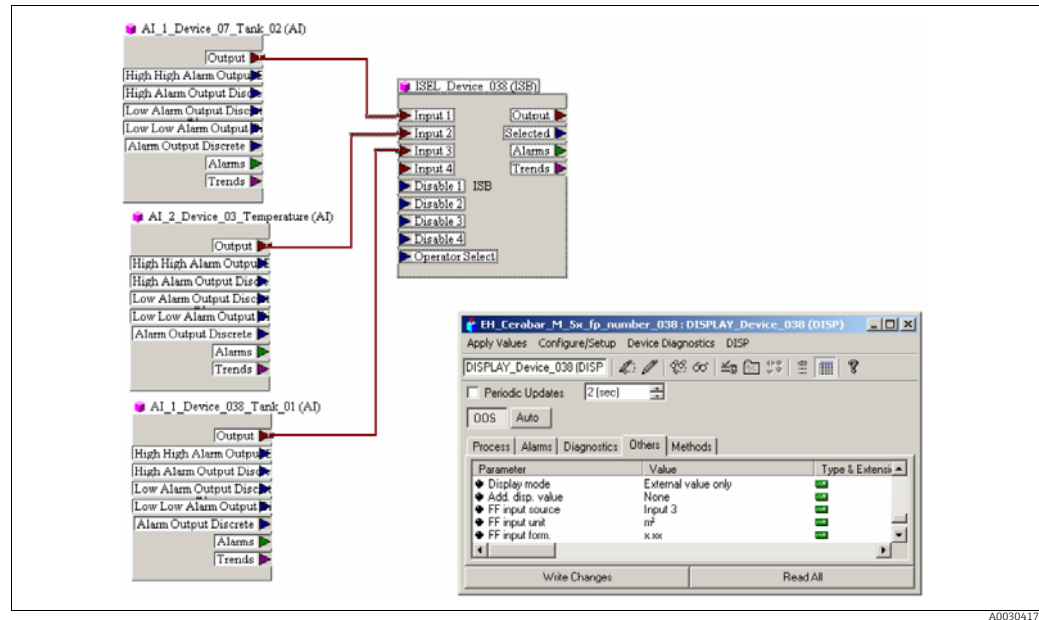 AI_1_Device_07_Tank_02 (AI)
Output
High High Alarm Outpu
High Alarm Output Disc
Low Alarm Output Disc
Low Low Alarm Output
Alarm Output Discrete
Alarms
Trends
ISEL_Device_038 (ISB)
Input 1
Output
Input 2
Selected
Input 3
Alarms
Input 4
Trends
Disable 1
ISB
Disable 2
Disable 3
Disable 4
Operator Select
AI_2_Device_03_Temperature (AI)
Output
High High Alarm Outpu
High Alarm Output Disc
Low Alarm Output Disc
Low Low Alarm Output
Alarm Output Discrete
Alarms
Trends
AI_1_Device_038_Tank_01 (AI)
Output
High High Alarm Outpu
High Alarm Output Disc
Low Alarm Output Disc
Low Low Alarm Output
Alarm Output Discrete
Alarms
Trends
EH_Cerabar_M_5x_fp_number_038 : DISPLAY_Device_038 (DISP)
Apply Values Configure/Setup Device Diagnostics DISP
DISPLAY_Device_038 (DISP
Periodic Updates 2 (sec)
OOS Auto
Process Alarms Diagnostics Others Methods
Parameter Value Type & Extensi
Display mode External value only
Add. disp. value None
FF input source Input 3
FF input unit m³
FF input form. x.xx
Write Changes Read All
A0030417